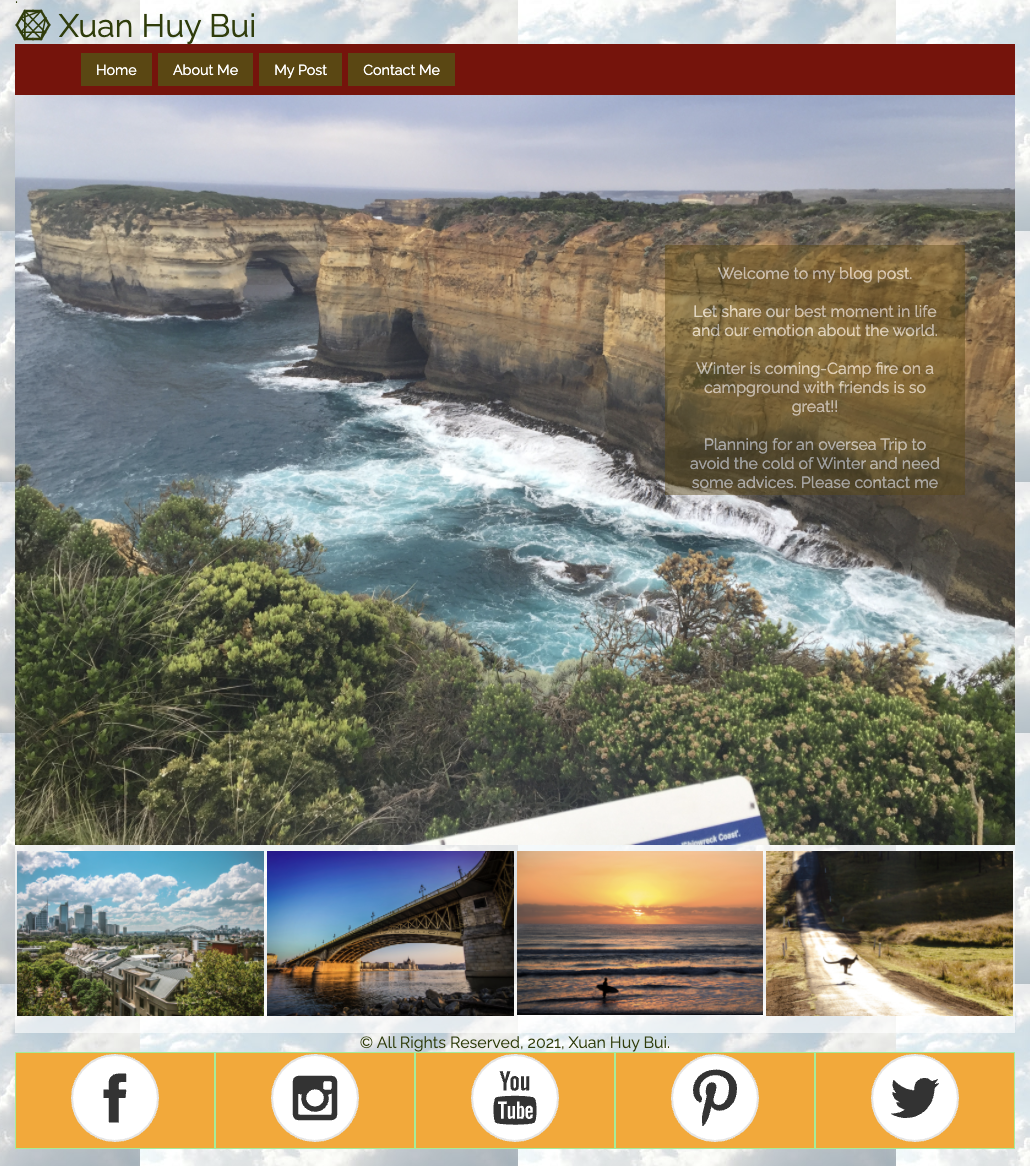 Xuan Huy Bui
Home About Me My Post Contact Me
Welcome to my blog post.
Let share our best moment in life
and our emotion about the world.
Winter is coming-Camp fire on a
campground with friends is so
great!!
Planning for an oversea Trip to
avoid the cold of Winter and need
some advices. Please contact me
'Shipwreck Coast'.
© All Rights Reserved, 2021, Xuan Huy Bui.
You
Tube